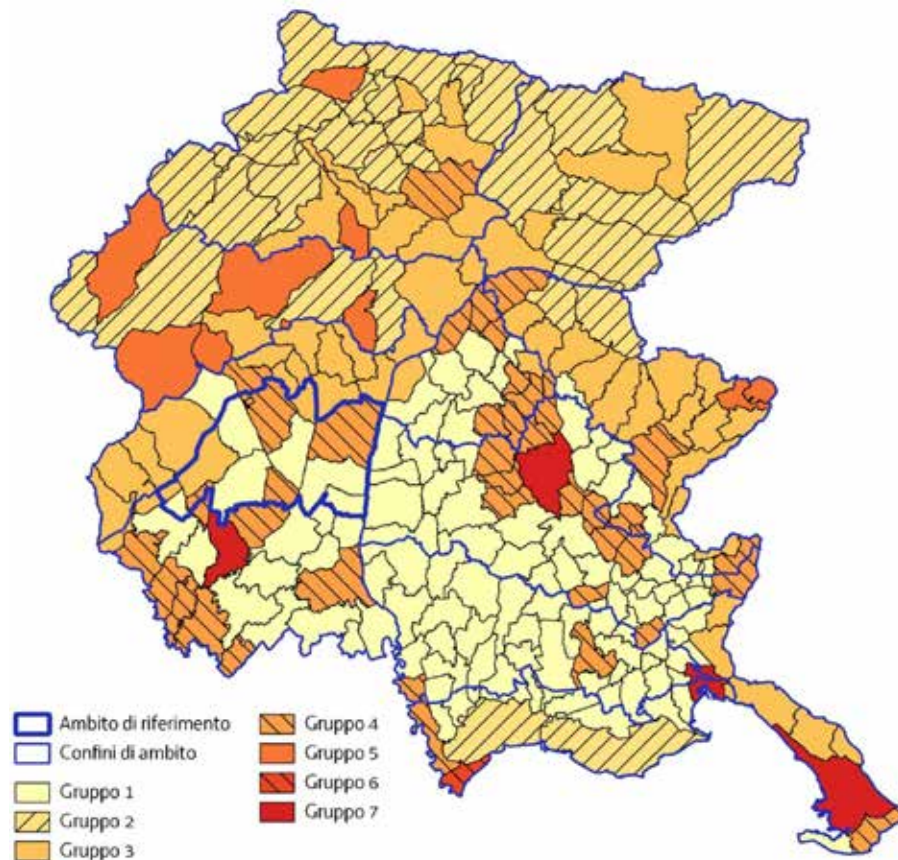 Ambito di riferimento
Confini di ambito
Gruppo 1
Gruppo 2
Gruppo 3
Gruppo 4
Gruppo 5
Gruppo 6
Gruppo 7